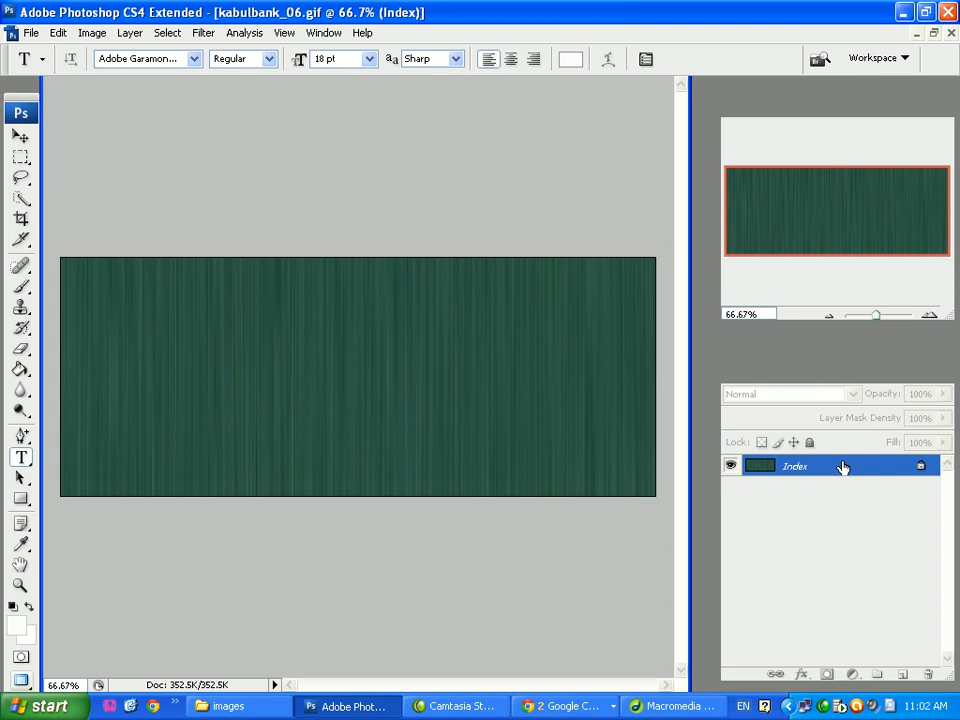 Adobe Photoshop CS4 Extended - [kabulbank_06.gif @ 66.7% (Index)]
File Edit Image Layer Select Filter Analysis View Window Help
T T Adobe Garamon... Regular T 18 pt aa Sharp Br Workspace
Ps
66.67%
Normal Opacity: 100%
Layer Mask Density 100%
Lock: Fill: 100%
Index
T
fx
66.67% Doc: 352.5K/352.5K
start images Adobe Phot... Camtasia St... 2 Google C... Macromedia ... EN 11:02 AM